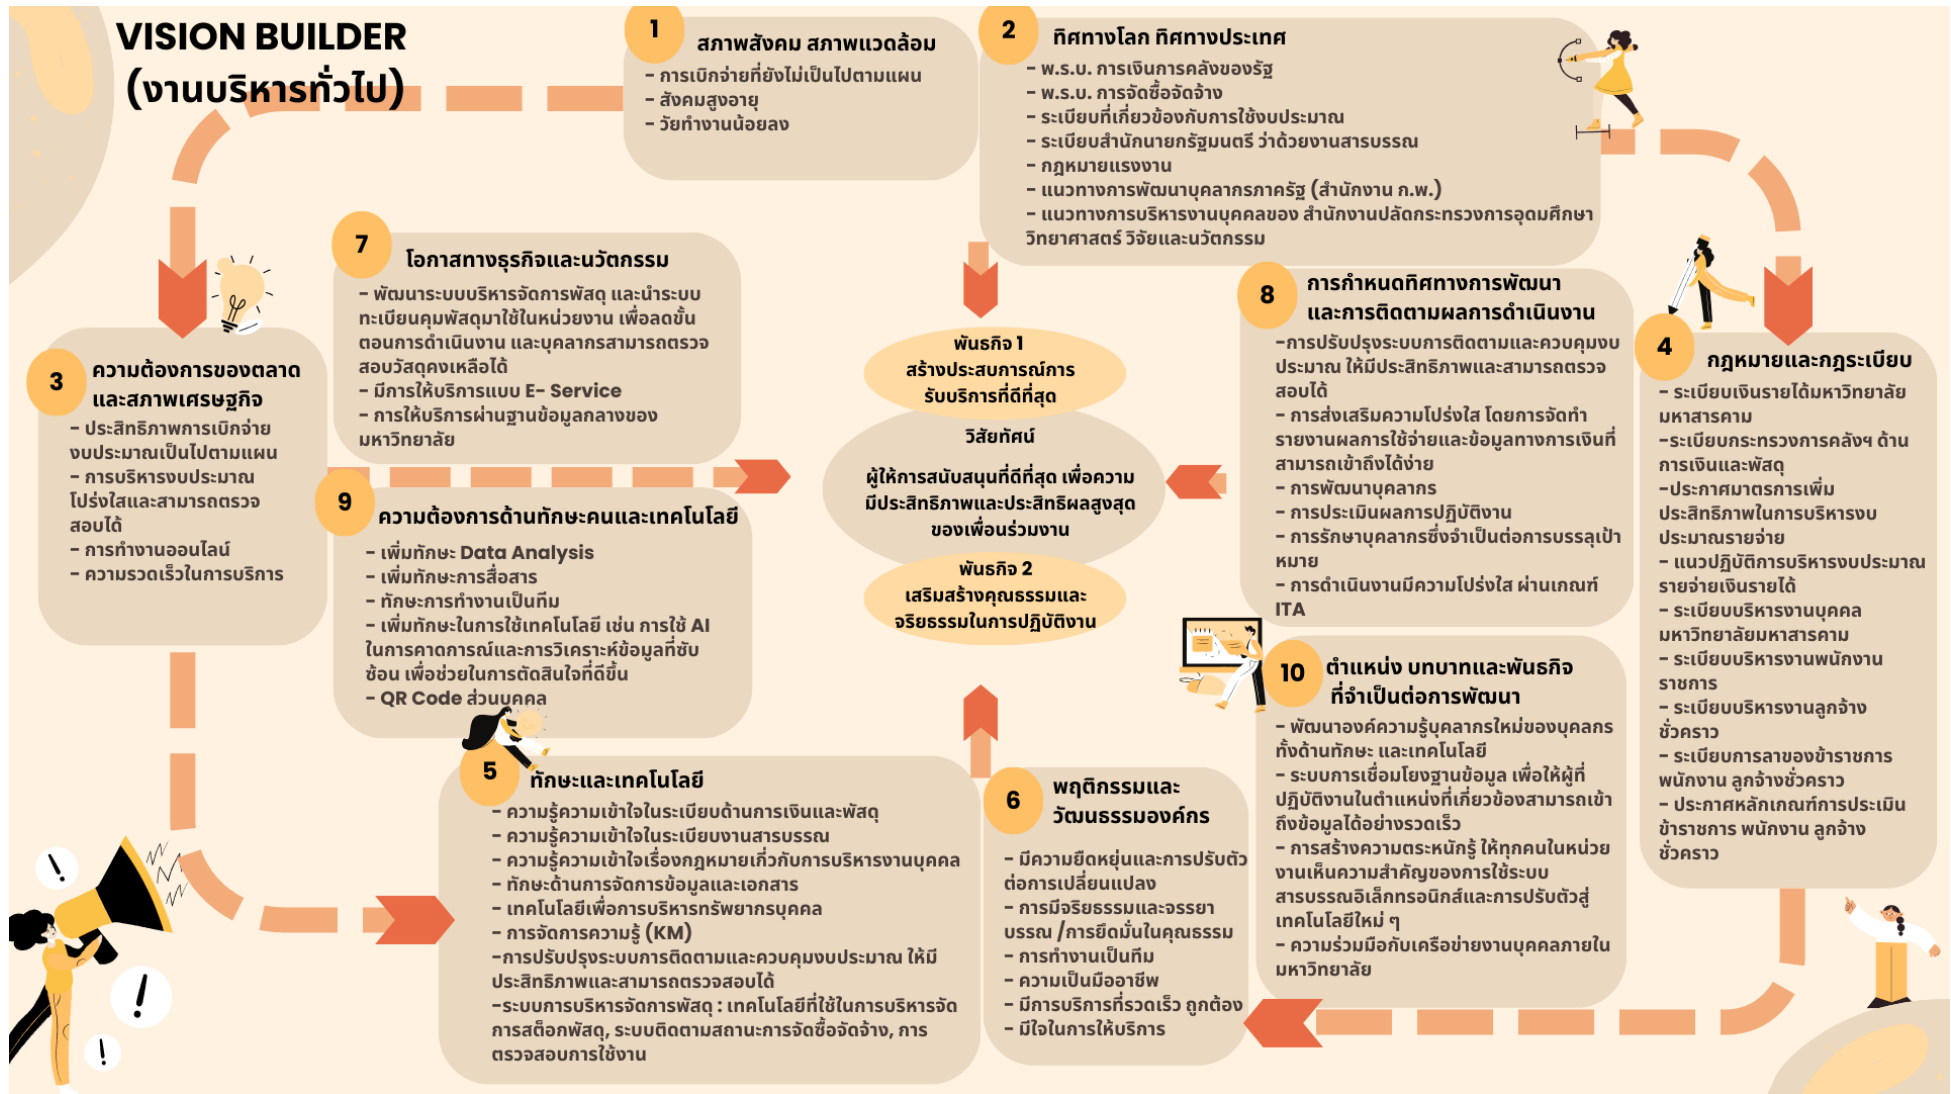 VISION BUILDER
(งานบริหารทั่วไป)
1
สภาพสังคม สภาพแวดล้อม
- การเบิกจ่ายที่ยังไม่เป็นไปตามแผน
- สังคมสูงอายุ
- วัยทำงานน้อยลง
2
ทิศทางโลก ทิศทางประเทศ
- พ.ร.บ. การเงินการคลังของรัฐ
- พ.ร.บ. การจัดซื้อจัดจ้าง
- ระเบียบที่เกี่ยวข้องกับการใช้งบประมาณ
- ระเบียบสำนักนายกรัฐมนตรี ว่าด้วยงานสารบรรณ
- กฎหมายแรงงาน
- แนวทางการพัฒนาบุคลากรภาครัฐ (สำนักงาน ก.พ.)
- แนวทางการบริหารงานบุคคลของ สำนักงานปลัดกระทรวงการอุดมศึกษา
วิทยาศาสตร์ วิจัยและนวัตกรรม
3
ความต้องการของตลาด
และสภาพเศรษฐกิจ
- ประสิทธิภาพการเบิกจ่าย
งบประมาณเป็นไปตามแผน
- การบริหารงบประมาณ
โปร่งใสและสามารถตรวจ
สอบได้
- การทำงานออนไลน์
- ความรวดเร็วในการบริการ
4
กฎหมายและกฎระเบียบ
- ระเบียบเงินรายได้มหาวิทยาลัย
มหาสารคาม
-ระเบียบกระทรวงการคลังฯ ด้าน
การเงินและพัสดุ
-ประกาศมาตรการเพิ่ม
ประสิทธิภาพในการบริหารงบ
ประมาณรายจ่าย
- แนวปฏิบัติการบริหารงบประมาณ
รายจ่ายเงินรายได้
- ระเบียบบริหารงานบุคคล
มหาวิทยาลัยมหาสารคาม
- ระเบียบบริหารงานพนักงาน
ราชการ
- ระเบียบบริหารงานลูกจ้าง
ชั่วคราว
- ระเบียบการลาของข้าราชการ
พนักงาน ลูกจ้างชั่วคราว
- ประกาศหลักเกณฑ์การประเมิน
ข้าราชการ พนักงาน ลูกจ้าง
ชั่วคราว
5
ทักษะและเทคโนโลยี
- ความรู้ความเข้าใจในระเบียบด้านการเงินและพัสดุ
- ความรู้ความเข้าใจในระเบียบงานสารบรรณ
- ความรู้ความเข้าใจเรื่องกฎหมายเกี่วกับการบริหารงานบุคคล
- ทักษะด้านการจัดการข้อมูลและเอกสาร
- เทคโนโลยีเพื่อการบริหารทรัพยากรบุคคล
- การจัดการความรู้ (KM)
-การปรับปรุงระบบการติดตามและควบคุมงบประมาณ ให้มี
ประสิทธิภาพและสามารถตรวจสอบได้
-ระบบการบริหารจัดการพัสดุ : เทคโนโลยีที่ใช้ในการบริหารจัด
การสต็อกพัสดุ, ระบบติดตามสถานะการจัดซื้อจัดจ้าง, การ
ตรวจสอบการใช้งาน
6
พฤติกรรมและ
วัฒนธรรมองค์กร
- มีความยืดหยุ่นและการปรับตัว
ต่อการเปลี่ยนแปลง
- การมีจริยธรรมและจรรยา
บรรณ /การยึดมั่นในคุณธรรม
- การทำงานเป็นทีม
- ความเป็นมืออาชีพ
- มีการบริการที่รวดเร็ว ถูกต้อง
- มีใจในการให้บริการ
7
โอกาสทางธุรกิจและนวัตกรรม
- พัฒนาระบบบริหารจัดการพัสดุ และนำระบบ
ทะเบียนคุมพัสดุมาใช้ในหน่วยงาน เพื่อลดขั้น
ตอนการดำเนินงาน และบุคลากรสามารถตรวจ
สอบวัสดุคงเหลือได้
- มีการให้บริการแบบ E- Service
- การให้บริการผ่านฐานข้อมูลกลางของ
มหาวิทยาลัย
8
การกำหนดทิศทางการพัฒนา
และการติดตามผลการดำเนินงาน
-การปรับปรุงระบบการติดตามและควบคุมงบ
ประมาณ ให้มีประสิทธิภาพและสามารถตรวจ
สอบได้
- การส่งเสริมความโปร่งใส โดยการจัดทำ
รายงานผลการใช้จ่ายและข้อมูลทางการเงินที่
สามารถเข้าถึงได้ง่าย
- การพัฒนาบุคลากร
- การประเมินผลการปฏิบัติงาน
- การรักษาบุคลากรซึ่งจำเป็นต่อการบรรลุเป้า
หมาย
- การดำเนินงานมีความโปร่งใส ผ่านเกณฑ์
ITA
9
ความต้องการด้านทักษะคนและเทคโนโลยี
- เพิ่มทักษะ Data Analysis
- เพิ่มทักษะการสื่อสาร
- ทักษะการทำงานเป็นทีม
- เพิ่มทักษะในการใช้เทคโนโลยี เช่น การใช้ AI
ในการคาดการณ์และการวิเคราะห์ข้อมูลที่ซับ
ซ้อน เพื่อช่วยในการตัดสินใจที่ดีขึ้น
- QR Code ส่วนบุคคล
10
ตำแหน่ง บทบาทและพันธกิจ
ที่จำเป็นต่อการพัฒนา
- พัฒนาองค์ความรู้บุคลากรใหม่ของบุคลกร
ทั้งด้านทักษะ และเทคโนโลยี
- ระบบการเชื่อมโยงฐานข้อมูล เพื่อให้ผู้ที่
ปฏิบัติงานในตำแหน่งที่เกี่ยวข้องสามารถเข้า
ถึงข้อมูลได้อย่างรวดเร็ว
- การสร้างความตระหนักรู้ ให้ทุกคนในหน่วย
งานเห็นความสำคัญของการใช้ระบบ
สารบรรณอิเล็กทรอนิกส์และการปรับตัวสู่
เทคโนโลยีใหม่ ๆ
- ความร่วมมือกับเครือข่ายงานบุคคลภายใน
มหาวิทยาลัย
พันธกิจ 1
สร้างประสบการณ์การ
รับบริการที่ดีที่สุด
วิสัยทัศน์
ผู้ให้การสนับสนุนที่ดีที่สุด เพื่อความ
มีประสิทธิภาพและประสิทธิผลสูงสุด
ของเพื่อนร่วมงาน
พันธกิจ 2
เสริมสร้างคุณธรรมและ
จริยธรรมในการปฏิบัติงาน